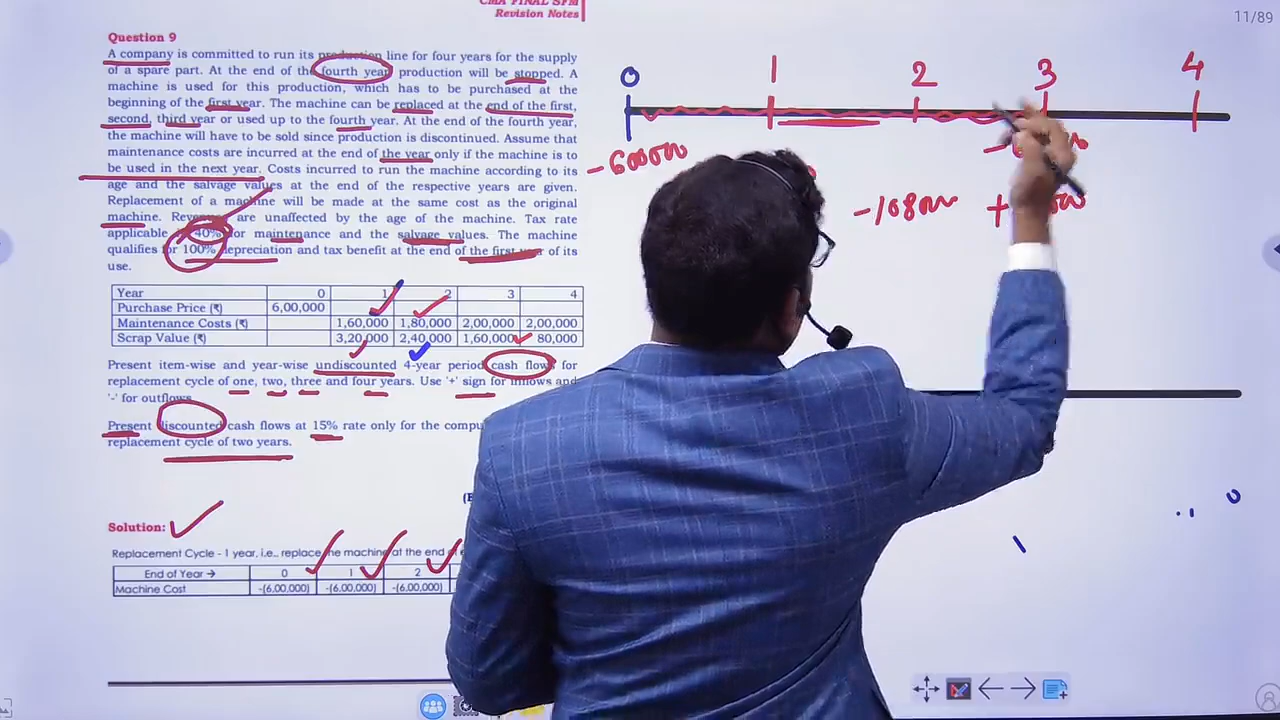 CMA FINAL SFM
Revision Notes
11/89
Question 9
A company is committed to run its production line for four years for the supply
of a spare part. At the end of the fourth year production will be stopped. A
machine is used for this production, which has to be purchased at the
beginning of the first year. The machine can be replaced at the end of the first,
second, third year or used up to the fourth year. At the end of the fourth year,
the machine will have to be sold since production is discontinued. Assume that
maintenance costs are incurred at the end of the year only if the machine is to
be used in the next year. Costs incurred to run the machine according to its
age and the salvage values at the end of the respective years are given.
Replacement of a machine will be made at the same cost as the original
machine. Revenues are unaffected by the age of the machine. Tax rate
applicable 40% for maintenance and the salvage values. The machine
qualifies for 100% depreciation and tax benefit at the end of the first year of its
use.
Year 0 1 2 3 4
Purchase Price (₹) 6,00,000
Maintenance Costs (₹) 1,60,000 1,80,000 2,00,000 2,00,000
Scrap Value (₹) 3,20,000 2,40,000 1,60,000 80,000
Present item-wise and year-wise undiscounted 4-year period cash flows for
replacement cycle of one, two, three and four years. Use '+' sign for inflows and
'-' for outflows.
Present discounted cash flows at 15% rate only for the
replacement cycle of two years.
Solution:
Replacement Cycle - 1 year, i.e., replace the machine at the end of
End of Year → 0 1 2
Machine Cost -(6,00,000) -(6,00,000) -(6,00,000)
0 1 2 3 4
-600000
-108000 +